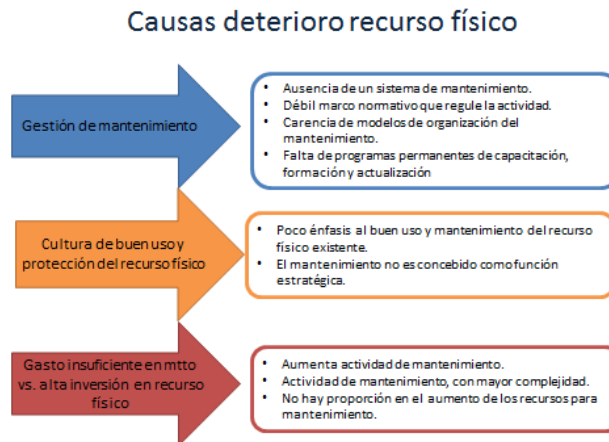 Causas deterioro recurso físico
Gestión de mantenimiento
• Ausencia de un sistema de mantenimiento.
• Débil marco normativo que regule la actividad.
• Carencia de modelos de organización del
mantenimiento.
• Falta de programas permanentes de capacitación,
formación y actualización
Cultura de buen uso y
protección del recurso físico
• Poco énfasis al buen uso y mantenimiento del recurso
físico existente.
• El mantenimiento no es concebido como función
estratégica.
Gasto insuficiente en mtto
vs. alta inversión en recurso
físico
• Aumenta actividad de mantenimiento.
• Actividad de mantenimiento, con mayor complejidad.
• No hay proporción en el aumento de los recursos para
mantenimiento.